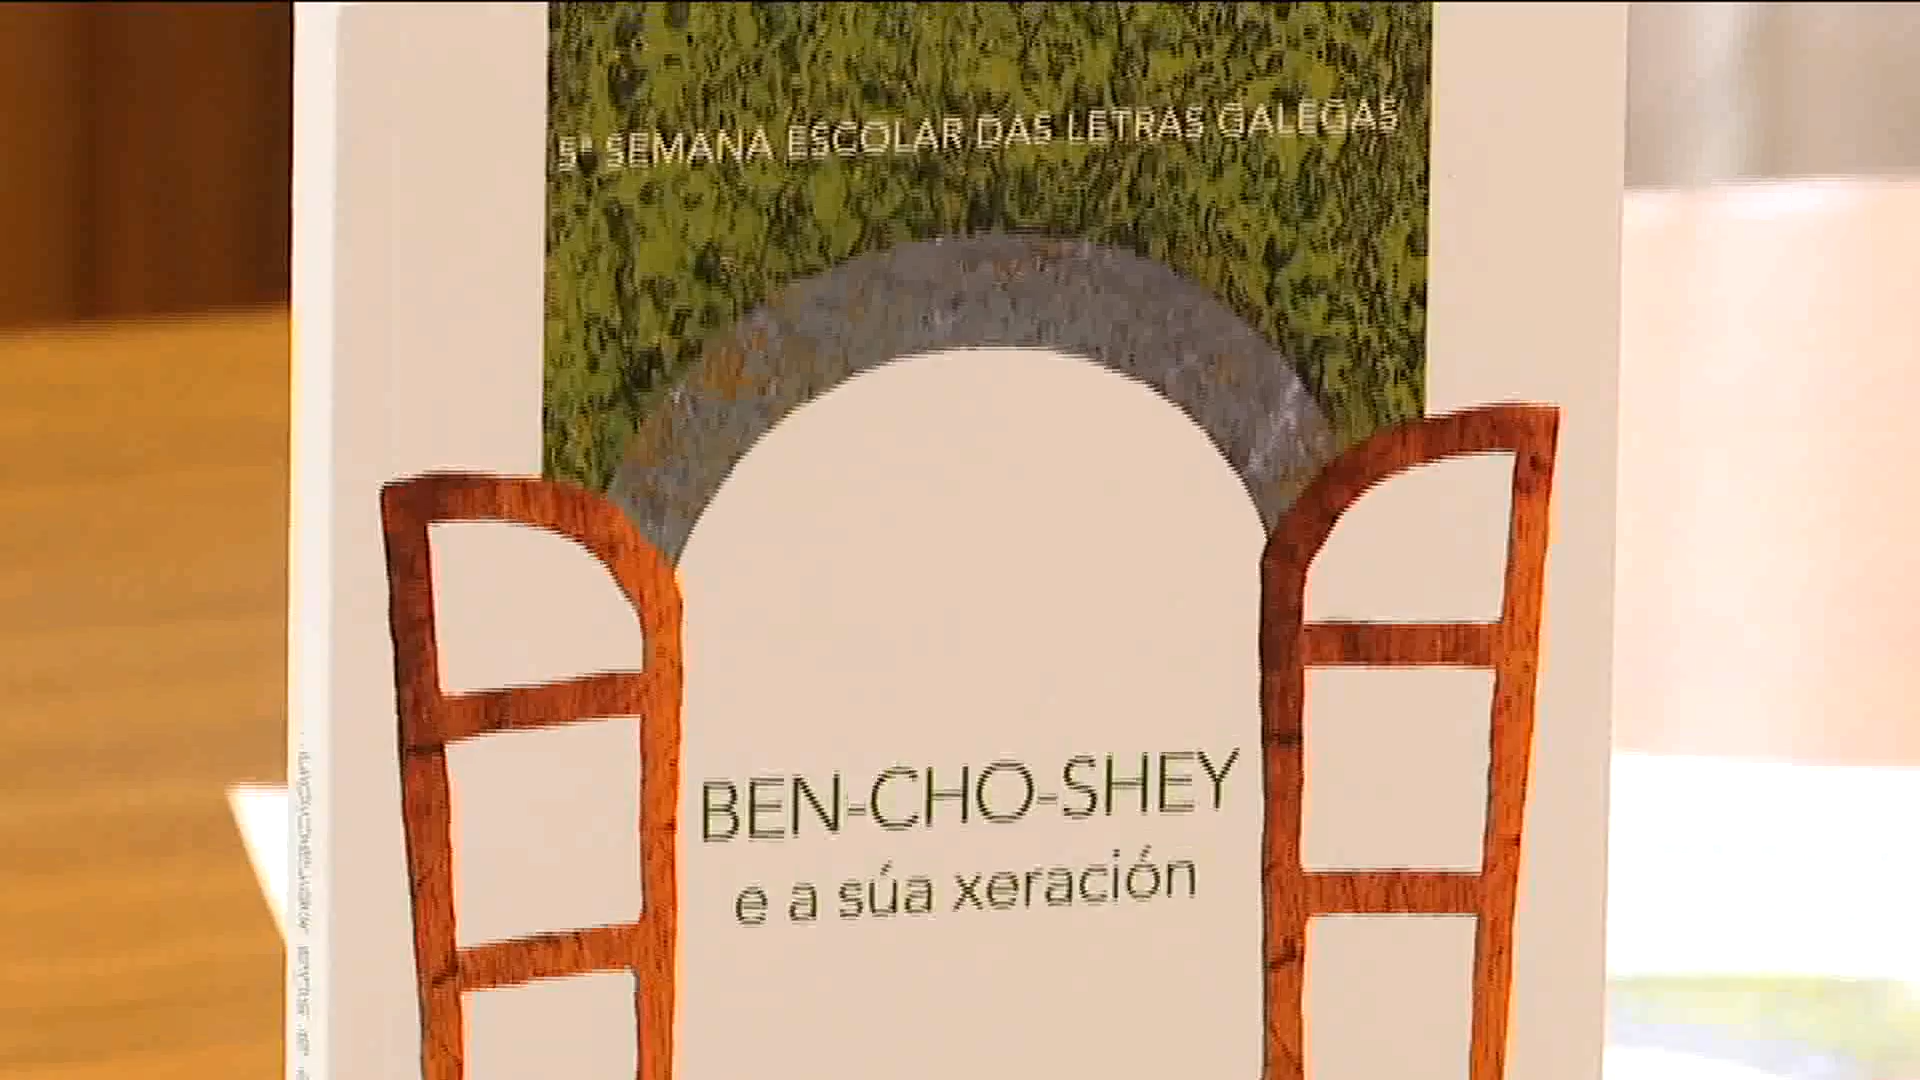 5ª SEMANA ESCOLAR DAS LETRAS GALEGAS
BEN-CHO-SHEY
e a súa xeración